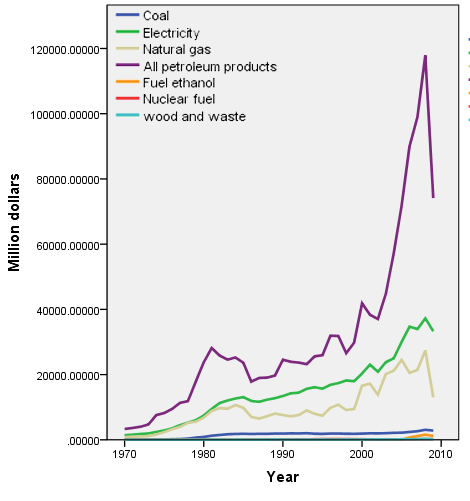 Coal
Electricity
Natural gas
All petroleum products
Fuel ethanol
Nuclear fuel
wood and waste
120000.00000
100000.00000
80000.00000
60000.00000
40000.00000
20000.00000
.00000
Million dollars
1970
1980
1990
2000
2010
Year